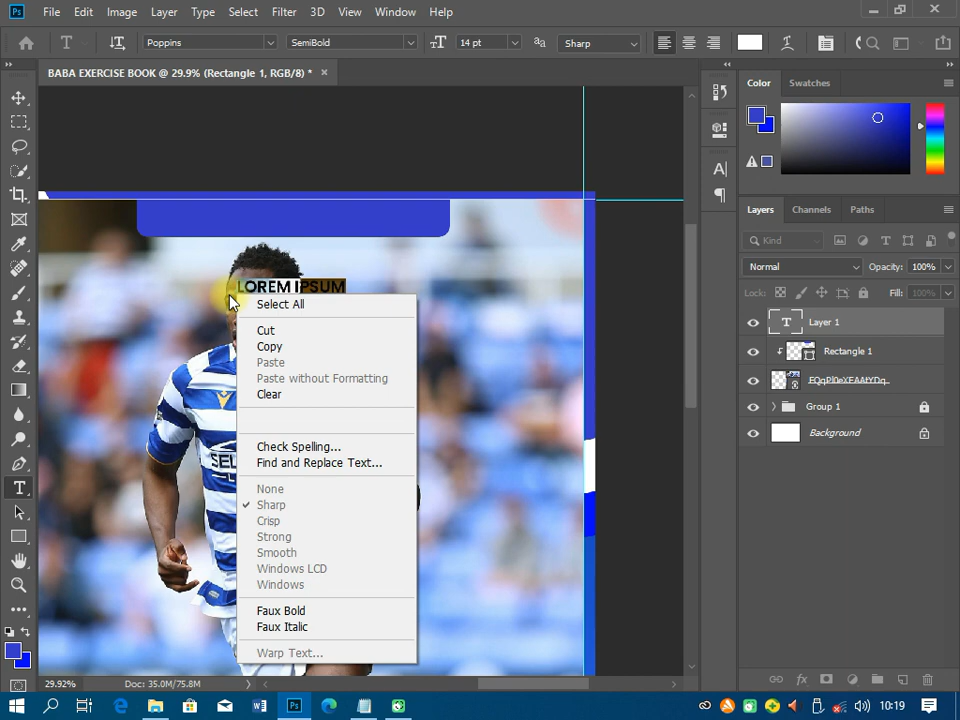 File Edit Image Layer Type Select Filter 3D View Window Help
Poppins SemiBold 14 pt Sharp
BABA EXERCISE BOOK @ 29.9% (Rectangle 1, RGB/8) *
Color Swatches
LOREM IPSUM
Select All
Cut
Copy
Paste
Paste without Formatting
Clear
Check Spelling...
Find and Replace Text...
None
Sharp
Crisp
Strong
Smooth
Windows LCD
Windows
Faux Bold
Faux Italic
Warp Text...
Layers Channels Paths
Kind
Normal Opacity: 100%
Lock: Fill: 100%
Layer 1
Rectangle 1
Group 1
Background
29.92% Doc: 35.0M/75.8M
10:19